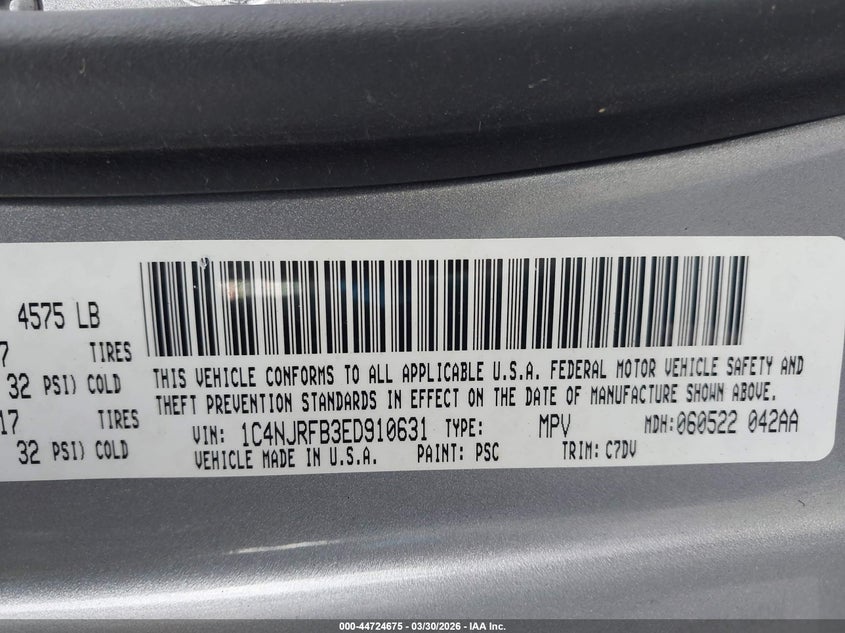 4575 LB
7 TIRES
32 PSI) COLD
17 TIRES
32 PSI) COLD
THIS VEHICLE CONFORMS TO ALL APPLICABLE U.S.A. FEDERAL MOTOR VEHICLE SAFETY AND
THEFT PREVENTION STANDARDS IN EFFECT ON THE DATE OF MANUFACTURE SHOWN ABOVE.
VIN: 1C4NJRFB3ED910631 TYPE: MPV MDH:060522 042AA
VEHICLE MADE IN U.S.A. PAINT: PSC TRIM: C7DV
000-44724675 - 03/30/2026 - IAA Inc.